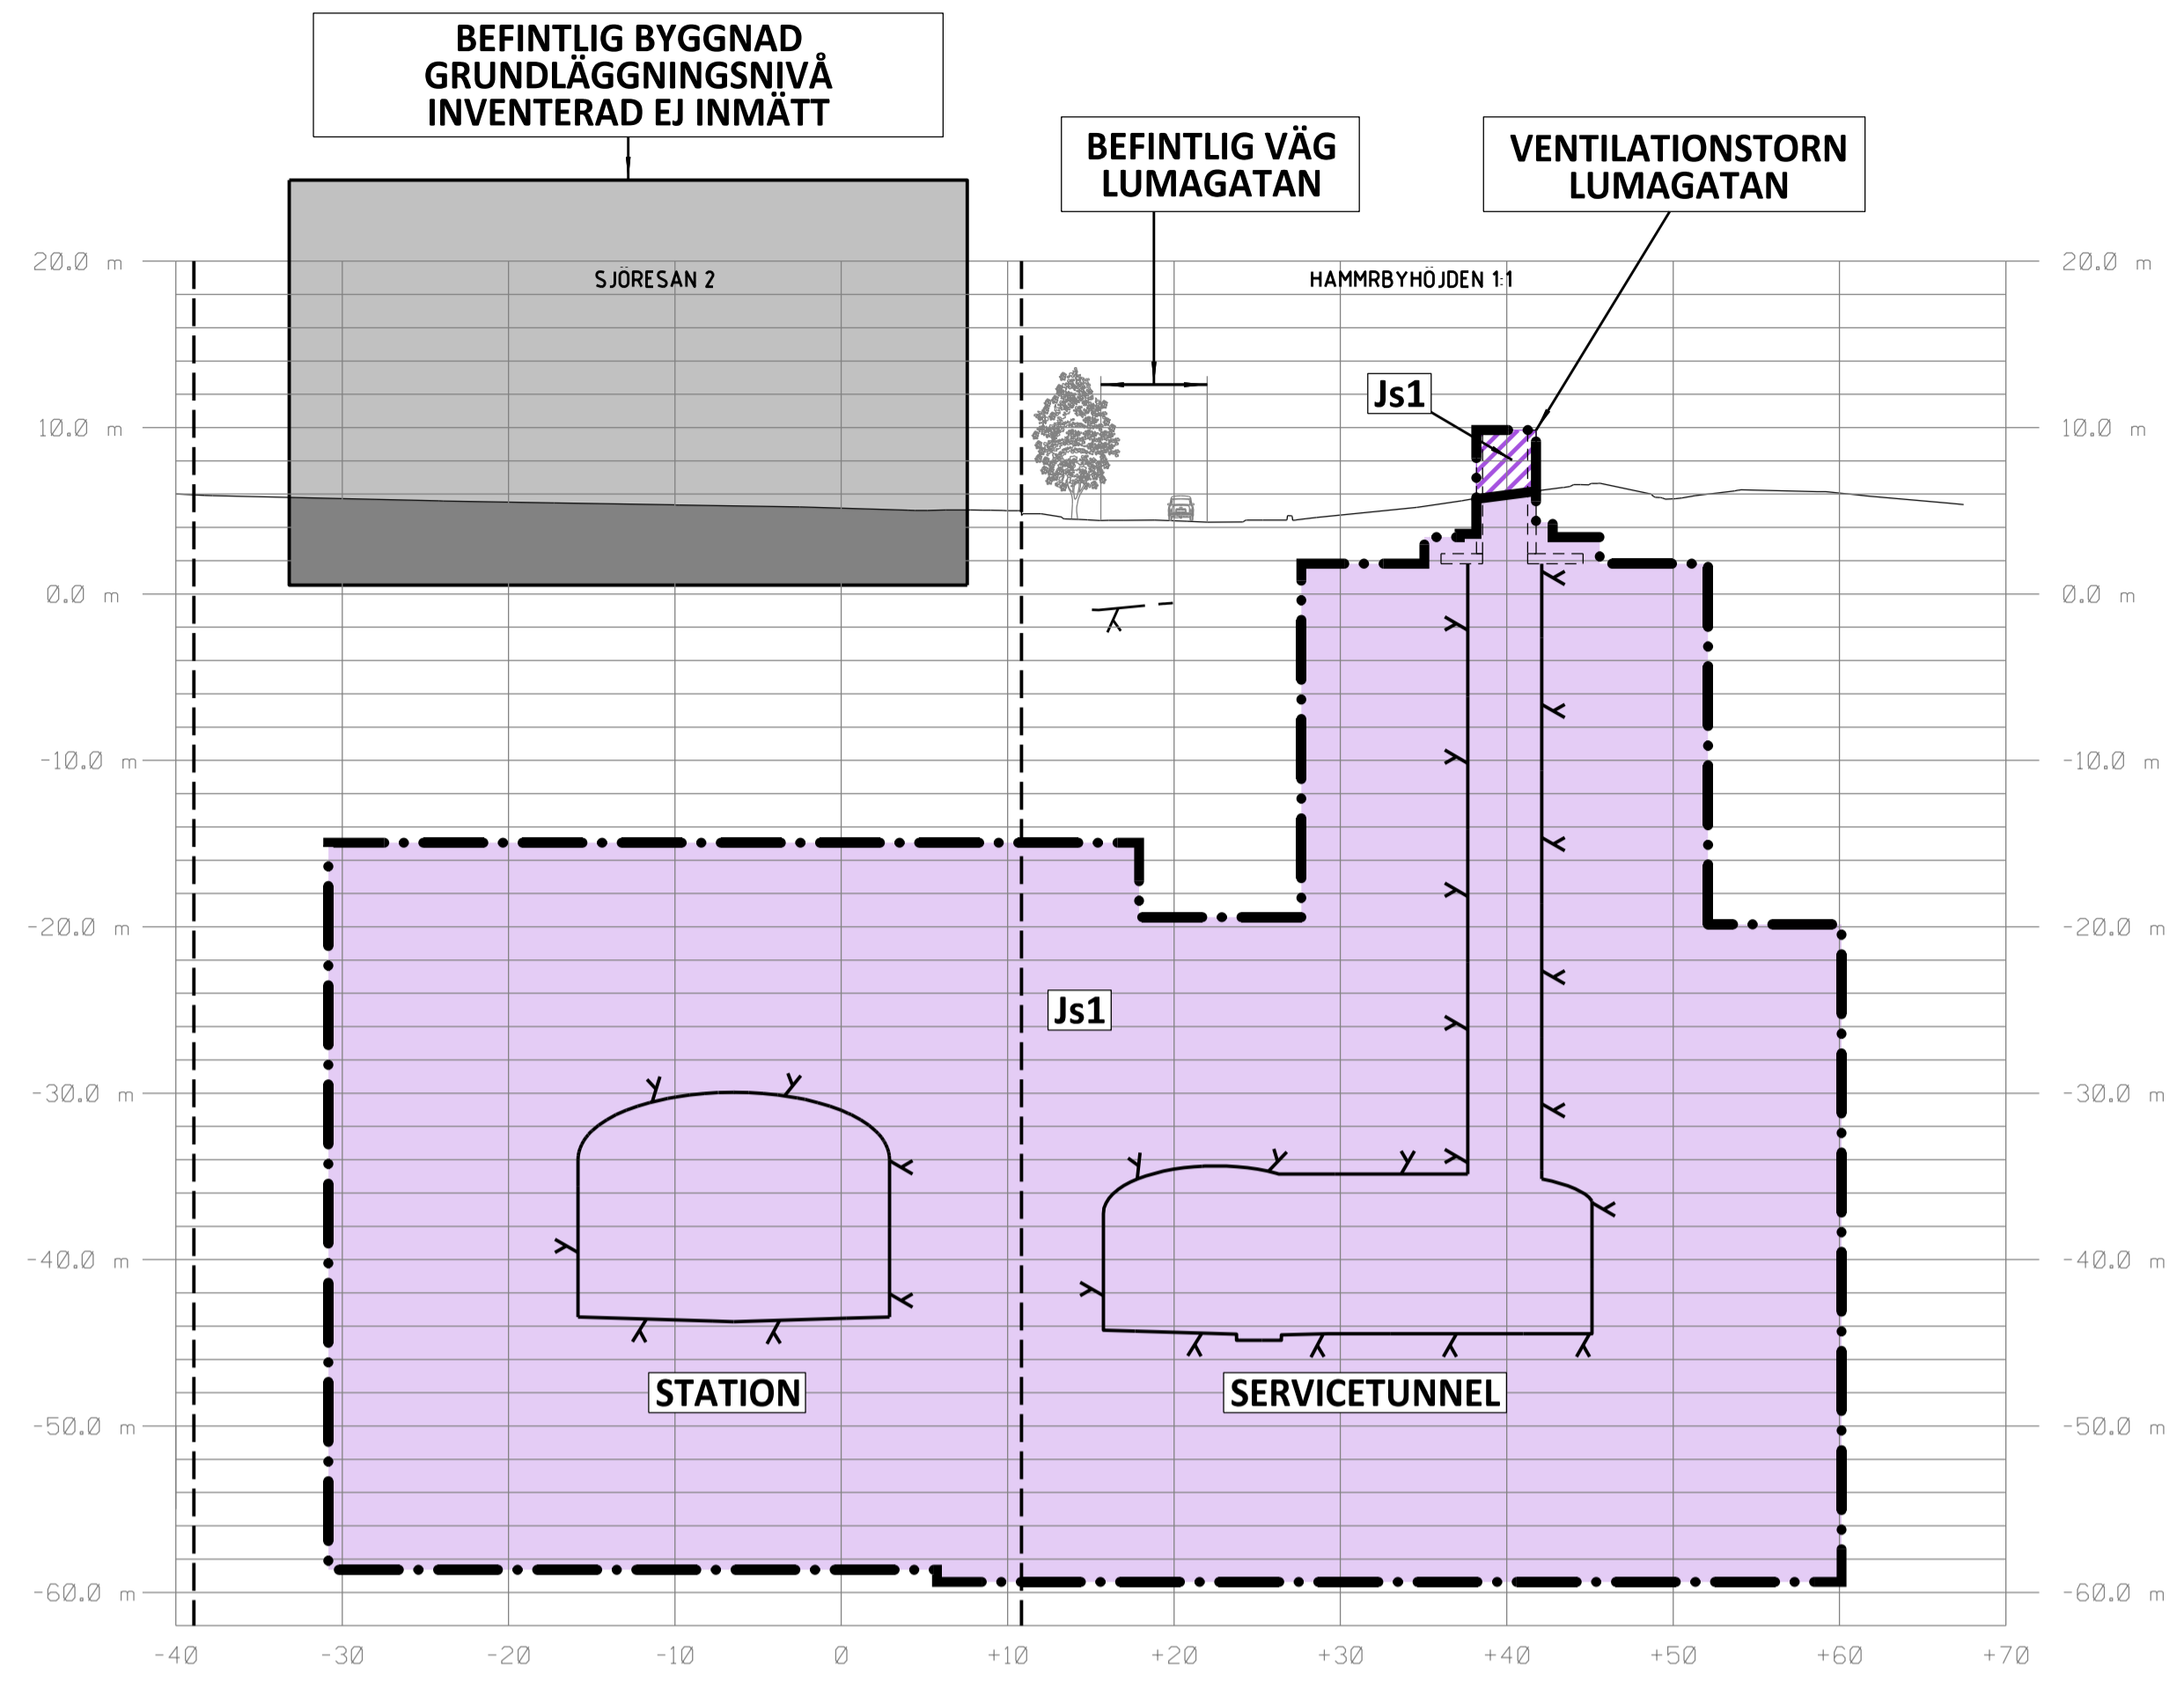 BEFINTLIG BYGGNAD
GRUNDLÄGGNINGSNIVÅ
INVENTERAD EJ INMÄTT
BEFINTLIG VÄG
LUMAGATAN
VENTILATIONSTORN
LUMAGATAN
20.0 m
20.0 m
SJÖRESAN 2
HAMMRBYHÖJDEN 1:1
Js1
10.0 m
10.0 m
0.0 m
0.0 m
-10.0 m
-10.0 m
-20.0 m
-20.0 m
Js1
-30.0 m
-30.0 m
-40.0 m
-40.0 m
STATION
SERVICETUNNEL
-50.0 m
-50.0 m
-60.0 m
-60.0 m
-40 -30 -20 -10 0 +10 +20 +30 +40 +50 +60 +70